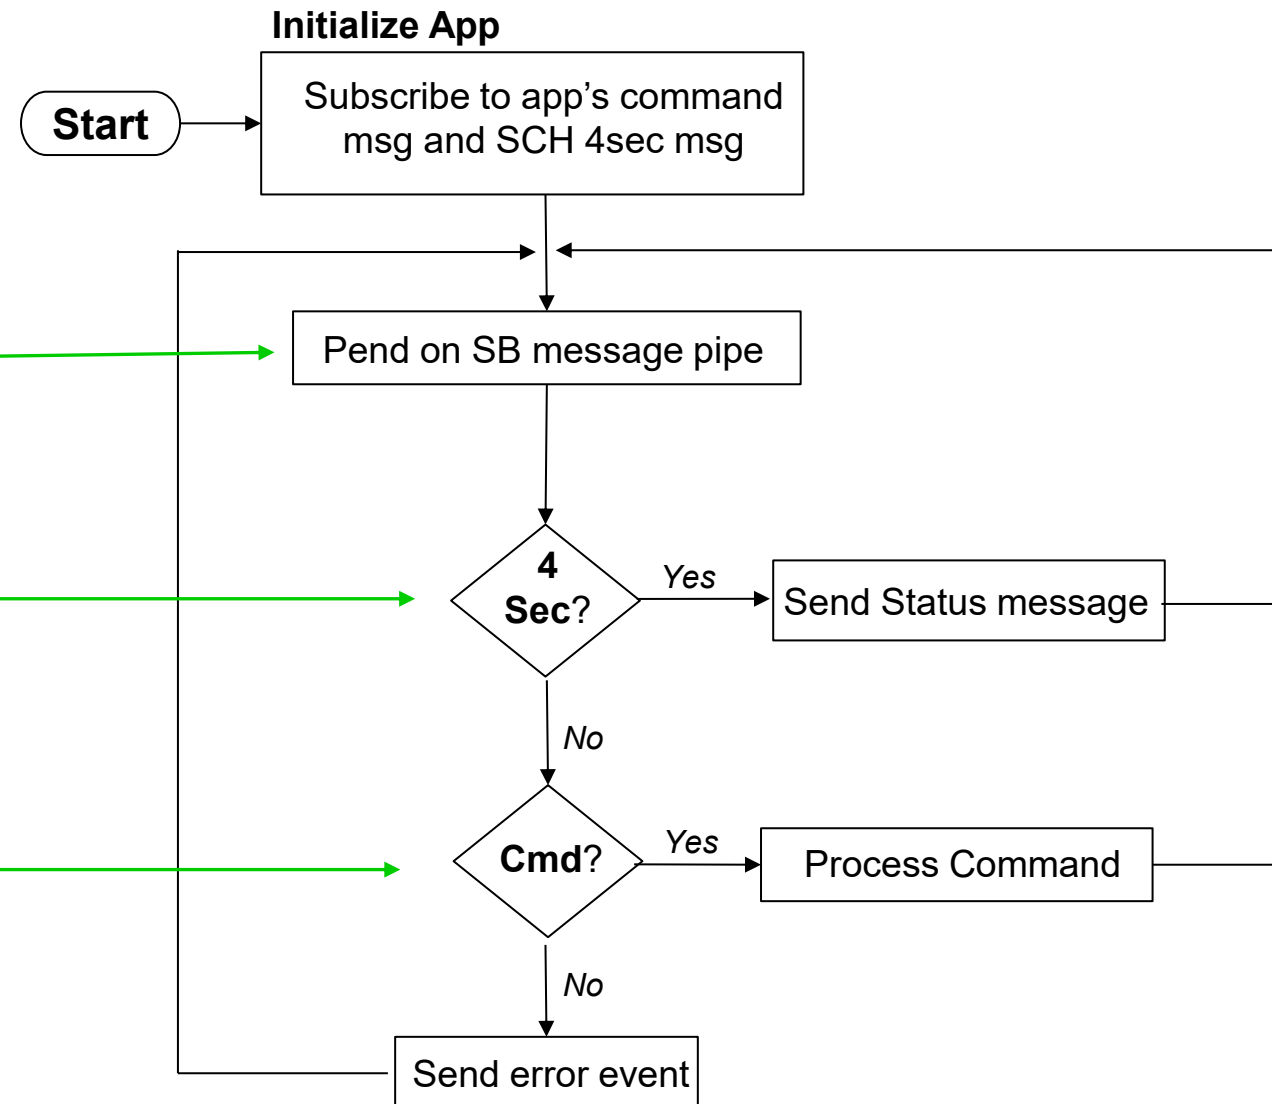 Initialize App
Subscribe to app's command
msg and SCH 4sec msg
Start
Pend on SB message pipe
4
Sec?
Yes
Send Status message
No
Cmd?
Yes
Process Command
No
Send error event